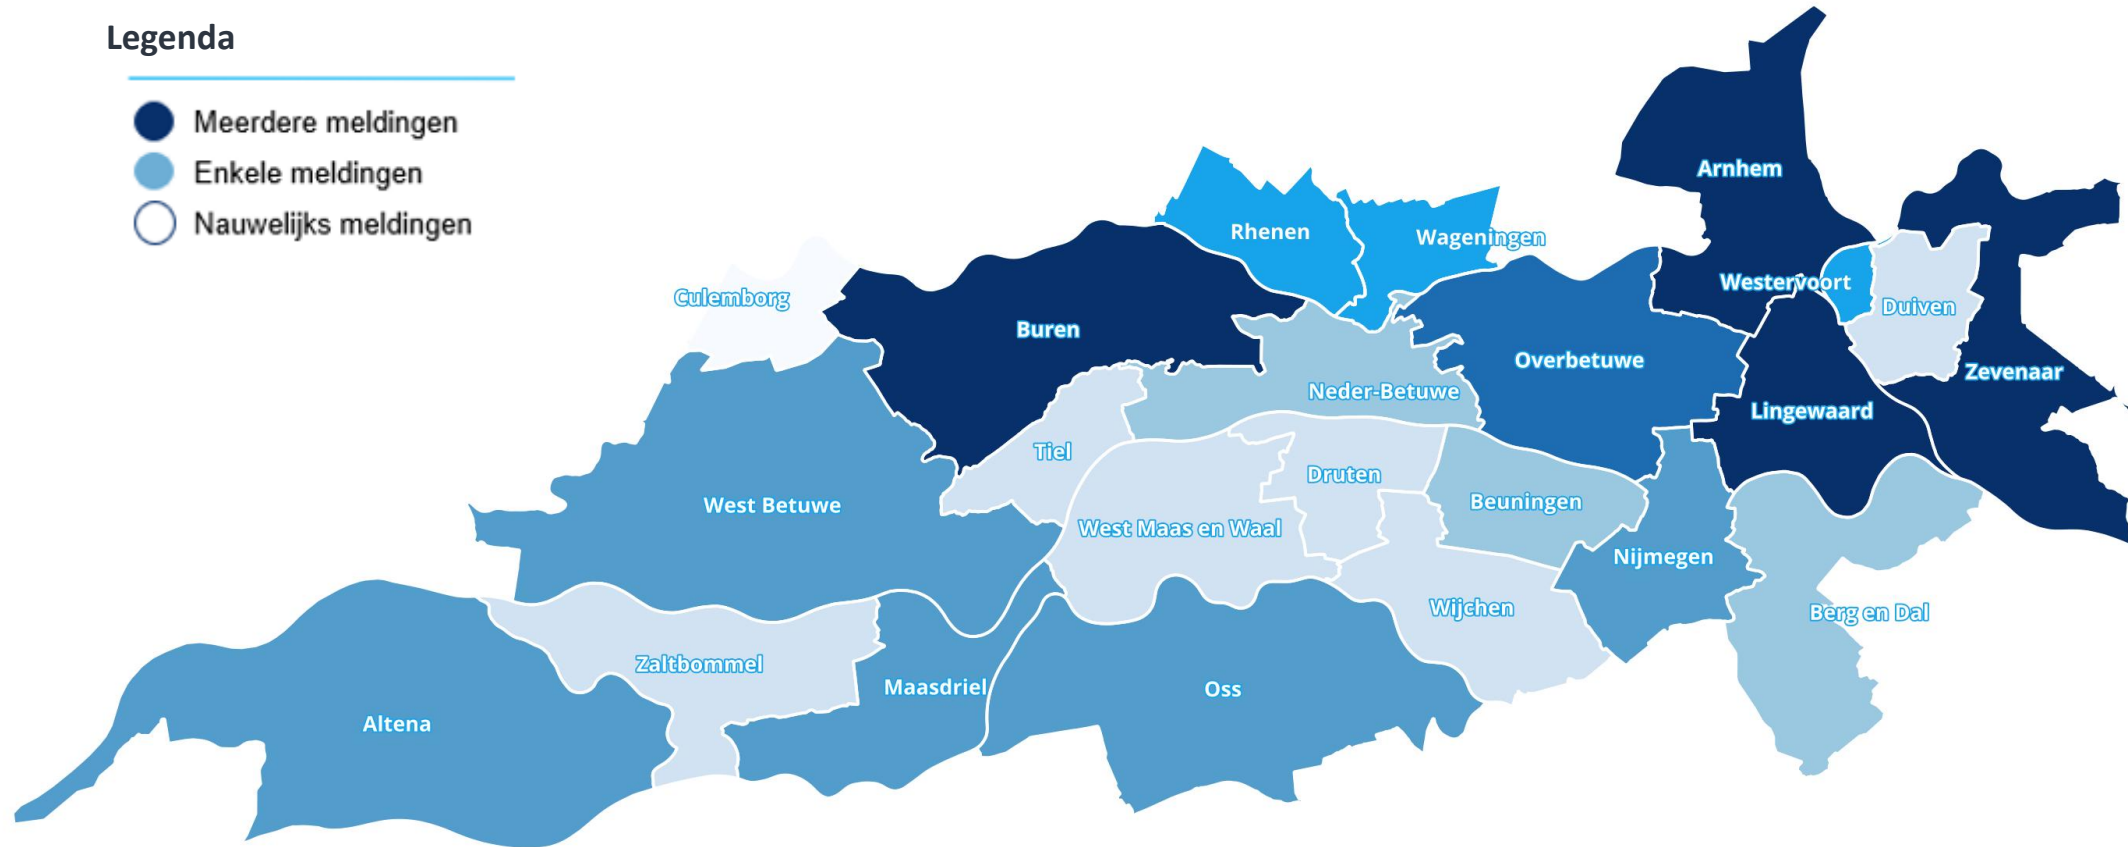 Legenda
Meerdere meldingen
Enkele meldingen
Nauwelijks meldingen
Arnhem
Rhenen
Wageningen
Westervoort
Culemborg
Duiven
Buren
Overbetuwe
Zevenaar
Neder-Betuwe
Lingewaard
Tiel
Druten
West Betuwe
Beuningen
West Maas en Waal
Nijmegen
Wijchen
Berg en Dal
Zaltbommel
Maasdriel
Oss
Altena